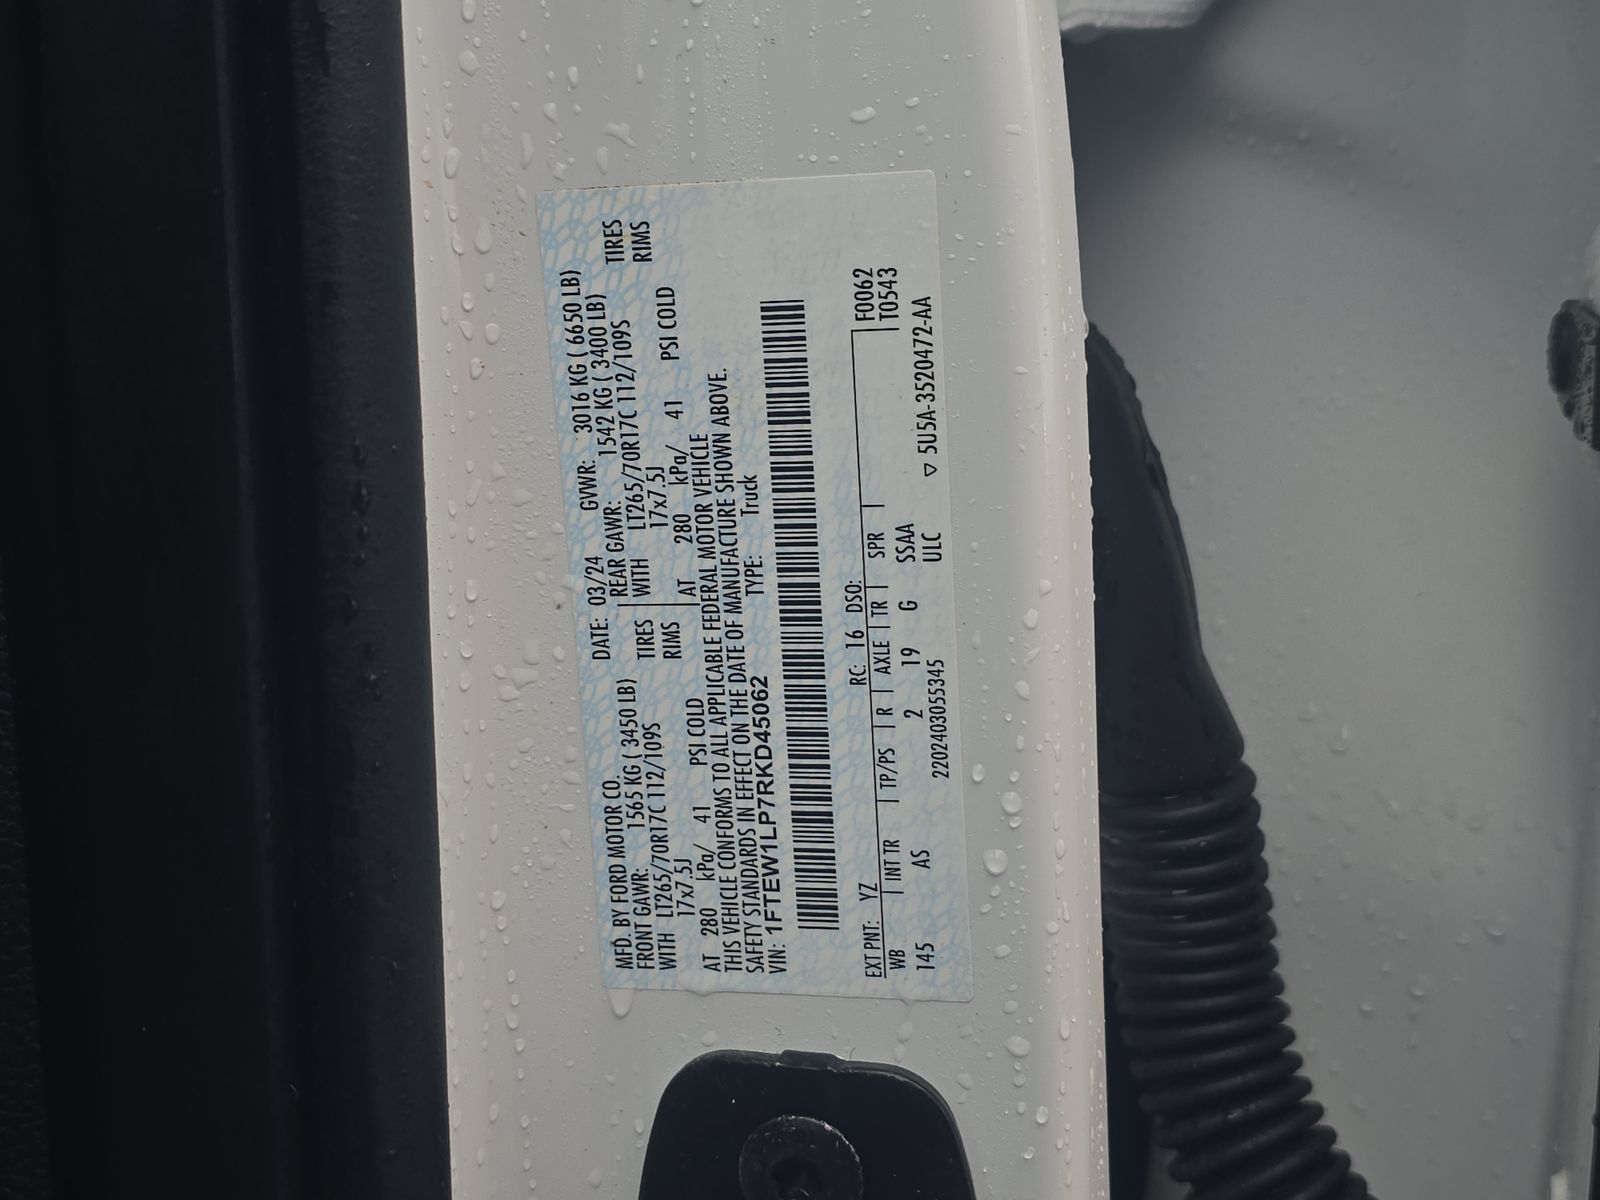 MFD. BY FORD MOTOR CO.
DATE: 03/24 GVWR: 3016 KG ( 6650 LB)
FRONT GAWR: 1565 KG ( 3450 LB) REAR GAWR: 1542 KG ( 3400 LB)
WITH LT265/70R17C 112/109S TIRES WITH LT265/70R17C 112/109S TIRES
17x7.5J RIMS 17x7.5J RIMS
AT 280 kPa/ 41 PSI COLD AT 280 kPa/ 41 PSI COLD
THIS VEHICLE CONFORMS TO ALL APPLICABLE FEDERAL MOTOR VEHICLE
SAFETY STANDARDS IN EFFECT ON THE DATE OF MANUFACTURE SHOWN ABOVE.
VIN: 1FTEW1LP7RKD45062 TYPE: Truck
EXT PNT: YZ RC: 16 DSO: F0062
WB | INT TR | TP/PS | R | AXLE | TR | SPR | T0543
145 AS 2 19 G SSAA
220240305534​5 ULC ▽ 5U5A-3520472-AA